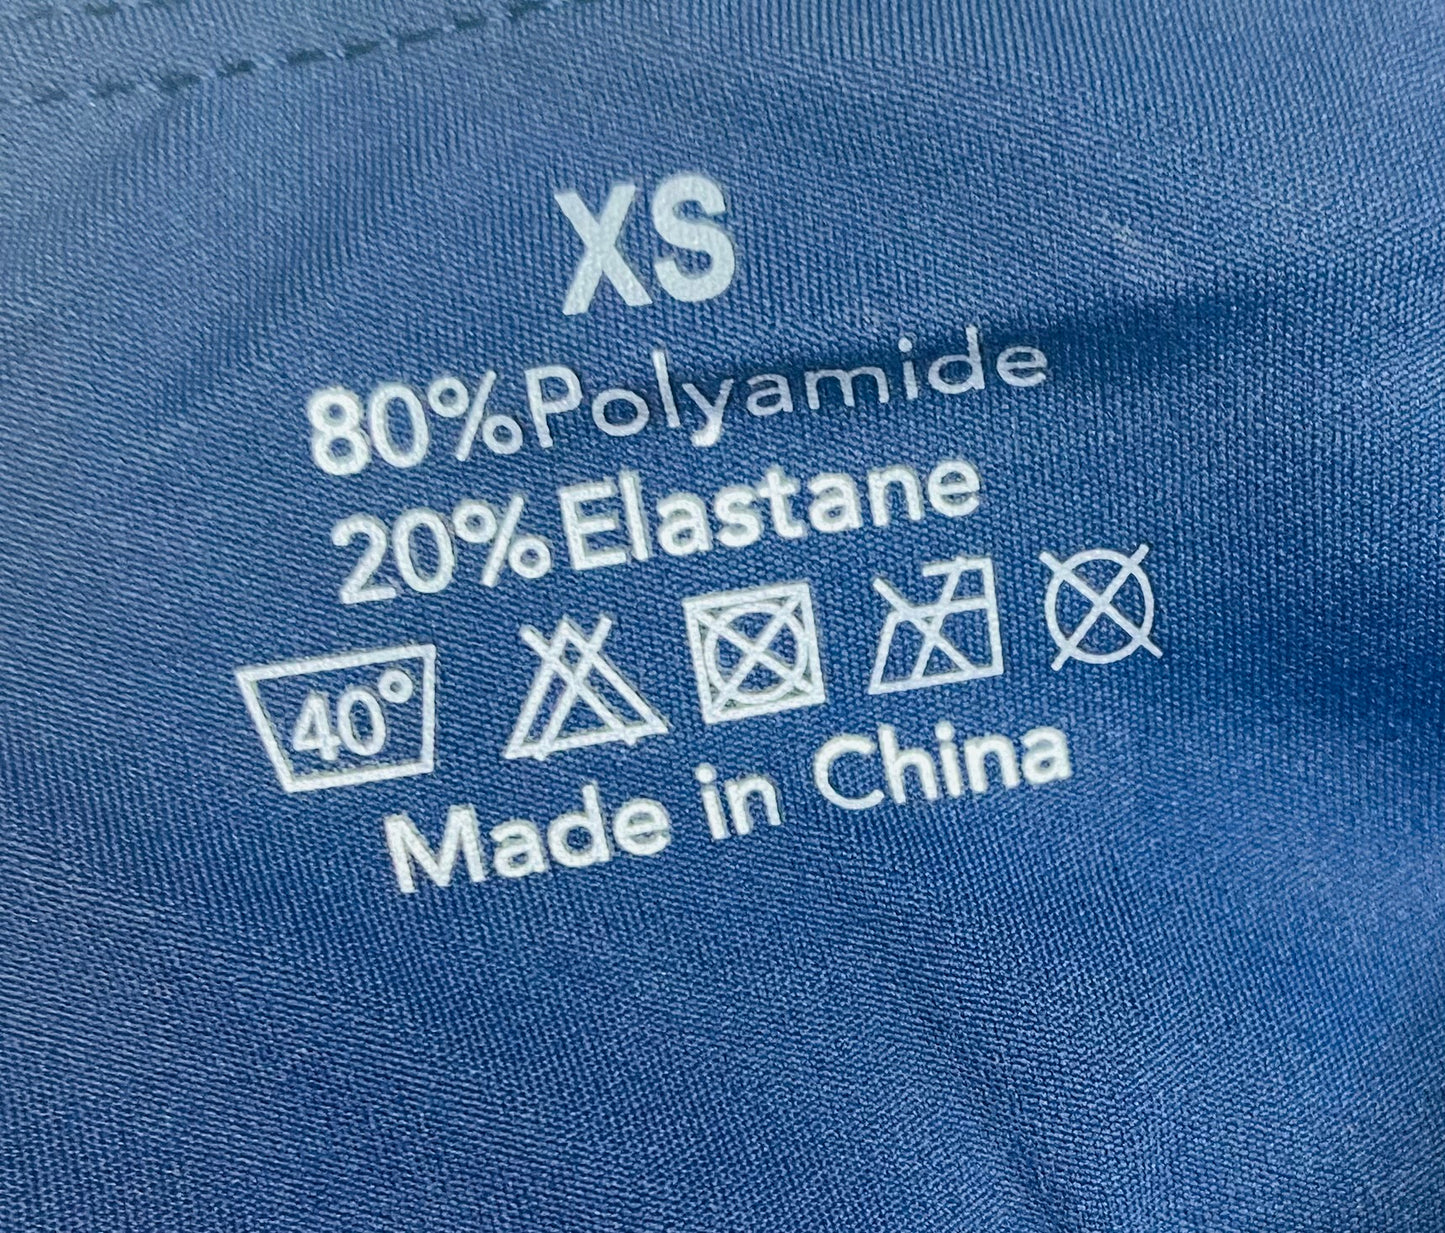 XS
80%Polyamide
20%Elastane
40°
Made in China